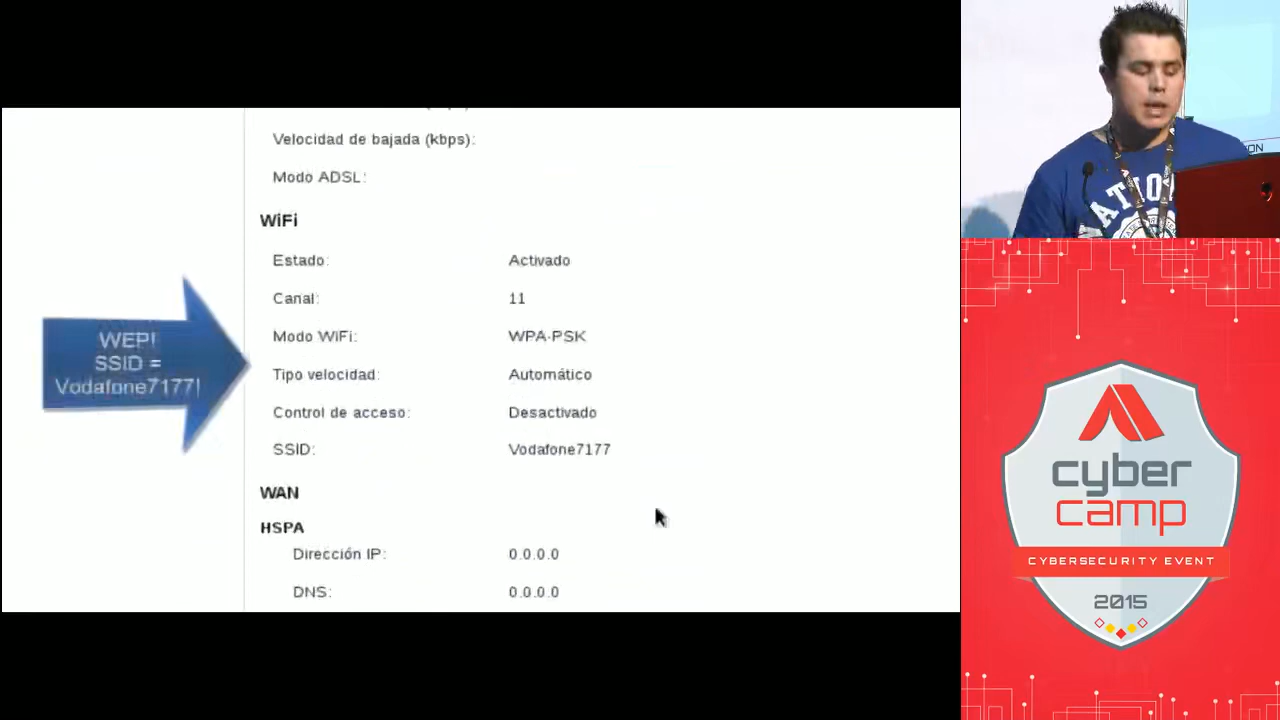 Velocidad de bajada (kbps):
Modo ADSL:
WiFi
Estado: Activado
Canal: 11
Modo WiFi: WPA-PSK
Tipo velocidad: Automático
Control de acceso: Desactivado
SSID: Vodafone7177
WAN
HSPA
Dirección IP: 0.0.0.0
DNS: 0.0.0.0
WEP!
SSID =
Vodafone7177!
cyber
camp
CYBERSECURITY EVENT
2015